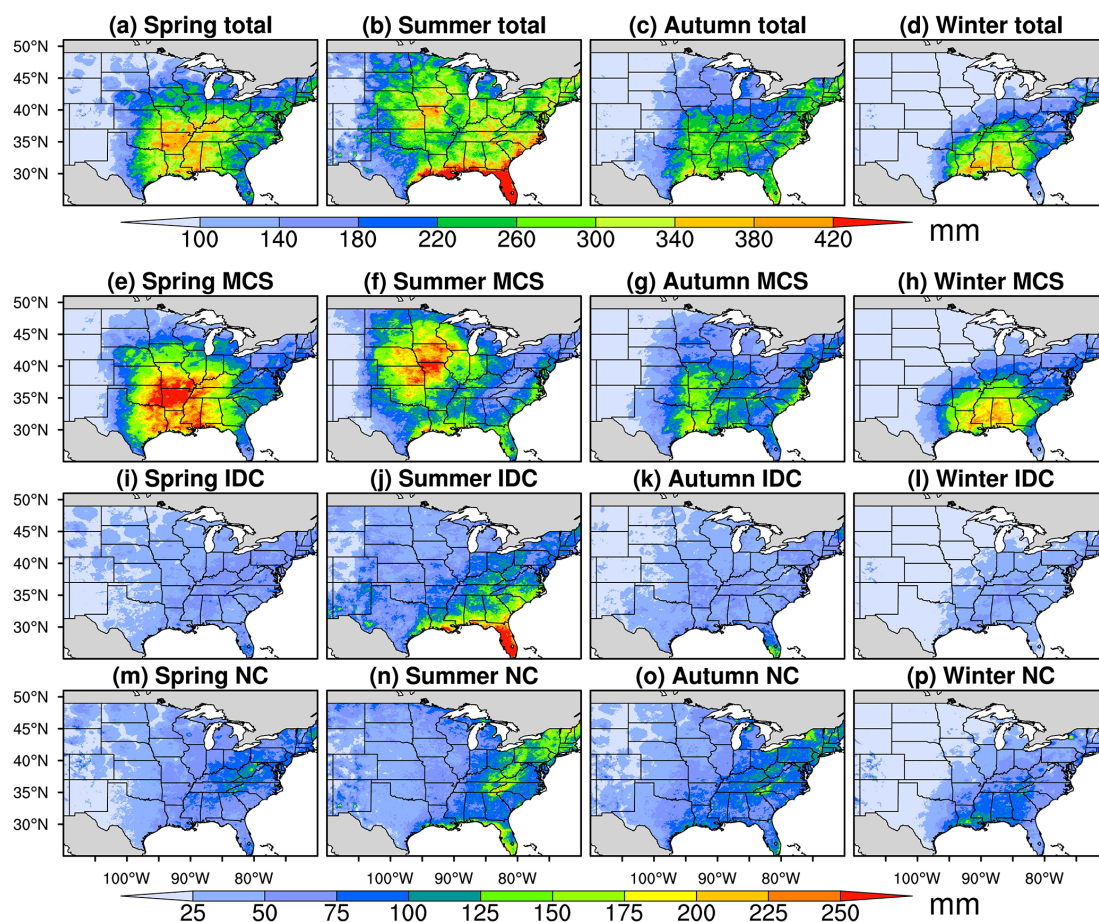 (a) Spring total (b) Summer total (c) Autumn total (d) Winter total
50°N
45°N
40°N
35°N
30°N
100 140 180 220 260 300 340 380 420 mm
(e) Spring MCS (f) Summer MCS (g) Autumn MCS (h) Winter MCS
50°N
45°N
40°N
35°N
30°N
(i) Spring IDC (j) Summer IDC (k) Autumn IDC (l) Winter IDC
50°N
45°N
40°N
35°N
30°N
(m) Spring NC (n) Summer NC (o) Autumn NC (p) Winter NC
50°N
45°N
40°N
35°N
30°N
100°W 90°W 80°W 100°W 90°W 80°W 100°W 90°W 80°W 100°W 90°W 80°W
25 50 75 100 125 150 175 200 225 250 mm